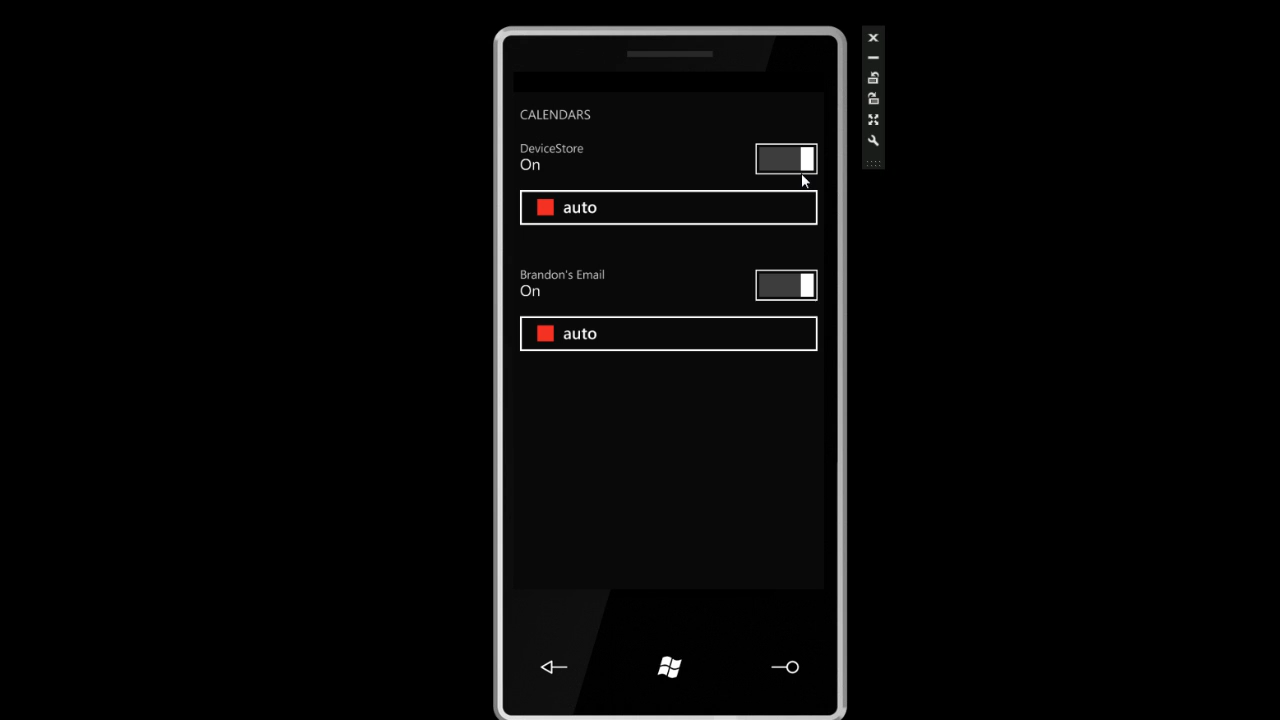 CALENDARS
DeviceStore
On
auto
Brandon's Email
On
auto